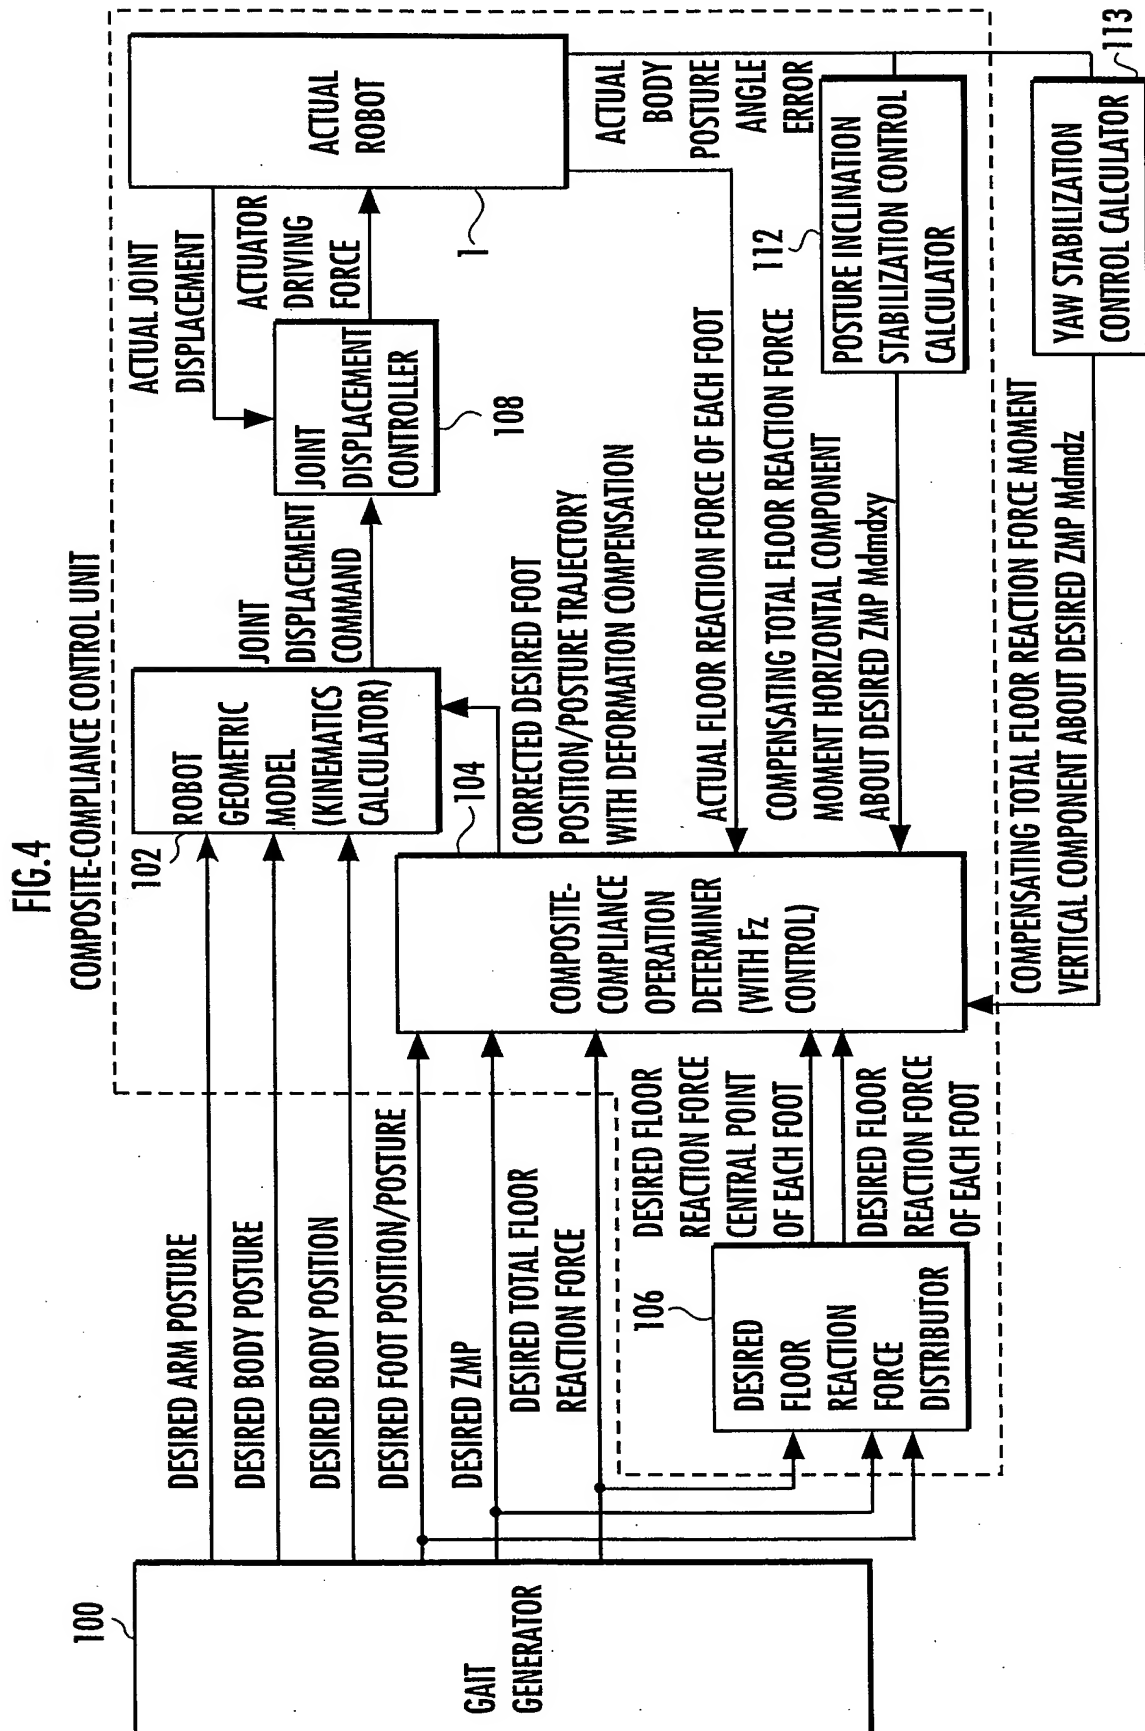 FIG.4
COMPOSITE-COMPLIANCE CONTROL UNIT
100
GAIT
GENERATOR
DESIRED ARM POSTURE
DESIRED BODY POSTURE
DESIRED BODY POSITION
DESIRED FOOT POSITION/POSTURE
DESIRED ZMP
DESIRED TOTAL FLOOR
REACTION FORCE
106
DESIRED
FLOOR
REACTION
FORCE
DISTRIBUTOR
DESIRED FLOOR
REACTION FORCE
CENTRAL POINT
OF EACH FOOT
DESIRED FLOOR
REACTION FORCE
OF EACH FOOT
102
ROBOT
GEOMETRIC
MODEL
(KINEMATICS
CALCULATOR)
104
COMPOSITE-
COMPLIANCE
OPERATION
DETERMINER
(WITH Fz
CONTROL)
CORRECTED DESIRED FOOT
POSITION/POSTURE TRAJECTORY
WITH DEFORMATION COMPENSATION
JOINT
DISPLACEMENT
COMMAND
JOINT
DISPLACEMENT
CONTROLLER
108
ACTUAL JOINT
DISPLACEMENT
ACTUATOR
DRIVING
FORCE
ACTUAL
ROBOT
1
ACTUAL FLOOR REACTION FORCE OF EACH FOOT
ACTUAL
BODY
POSTURE
ANGLE
ERROR
COMPENSATING TOTAL FLOOR REACTION FORCE
MOMENT HORIZONTAL COMPONENT
ABOUT DESIRED ZMP Mdmdxy
112
POSTURE INCLINATION
STABILIZATION CONTROL
CALCULATOR
COMPENSATING TOTAL FLOOR REACTION FORCE MOMENT
VERTICAL COMPONENT ABOUT DESIRED ZMP Mdmdz
YAW STABILIZATION
CONTROL CALCULATOR
113